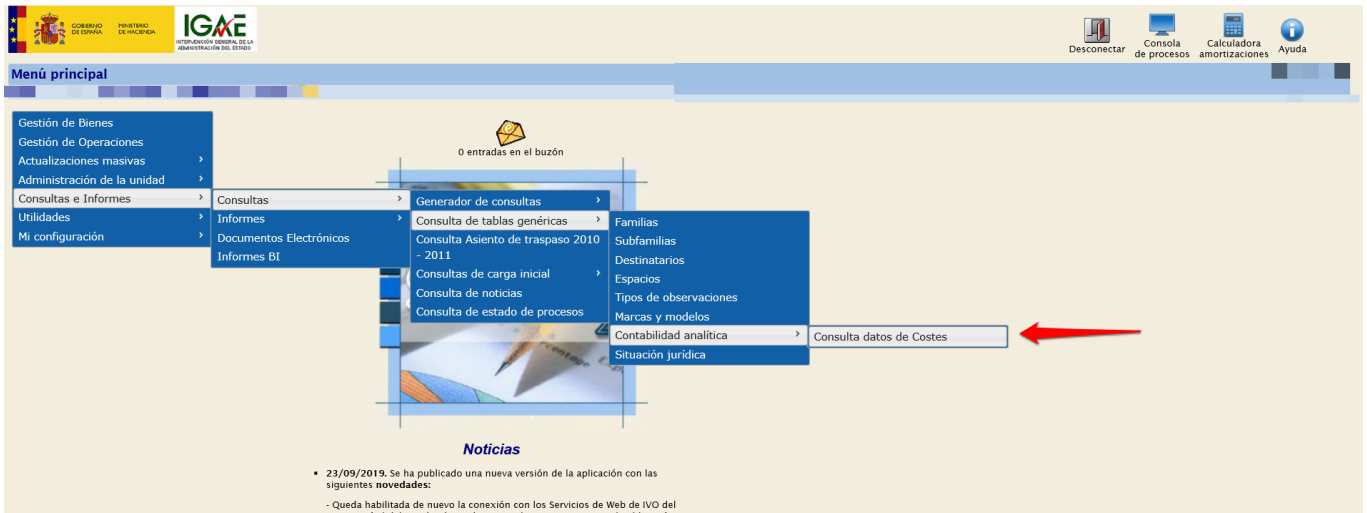 GOBIERNO
DE ESPAÑA
MINISTERIO
DE HACIENDA
IGAE
INTERVENCIÓN GENERAL DE LA
ADMINISTRACIÓN DEL ESTADO
Desconectar
Consola
de procesos
Calculadora
amortizaciones
Ayuda
Menú principal
Gestión de Bienes
Gestión de Operaciones
Actualizaciones masivas
Administración de la unidad
Consultas e Informes
Utilidades
Mi configuración
0 entradas en el buzón
Consultas
Informes
Documentos Electrónicos
Informes BI
Generador de consultas
Consulta de tablas genéricas
Consulta Asiento de traspaso 2010
- 2011
Consultas de carga inicial
Consulta de noticias
Consulta de estado de procesos
Familias
Subfamilias
Destinatarios
Espacios
Tipos de observaciones
Marcas y modelos
Contabilidad analítica
Situación jurídica
Consulta datos de Costes
Noticias
▪ 23/09/2019. Se ha publicado una nueva versión de la aplicación con las
siguientes novedades:
- Queda habilitada de nuevo la conexión con los Servicios de Web de IVO del